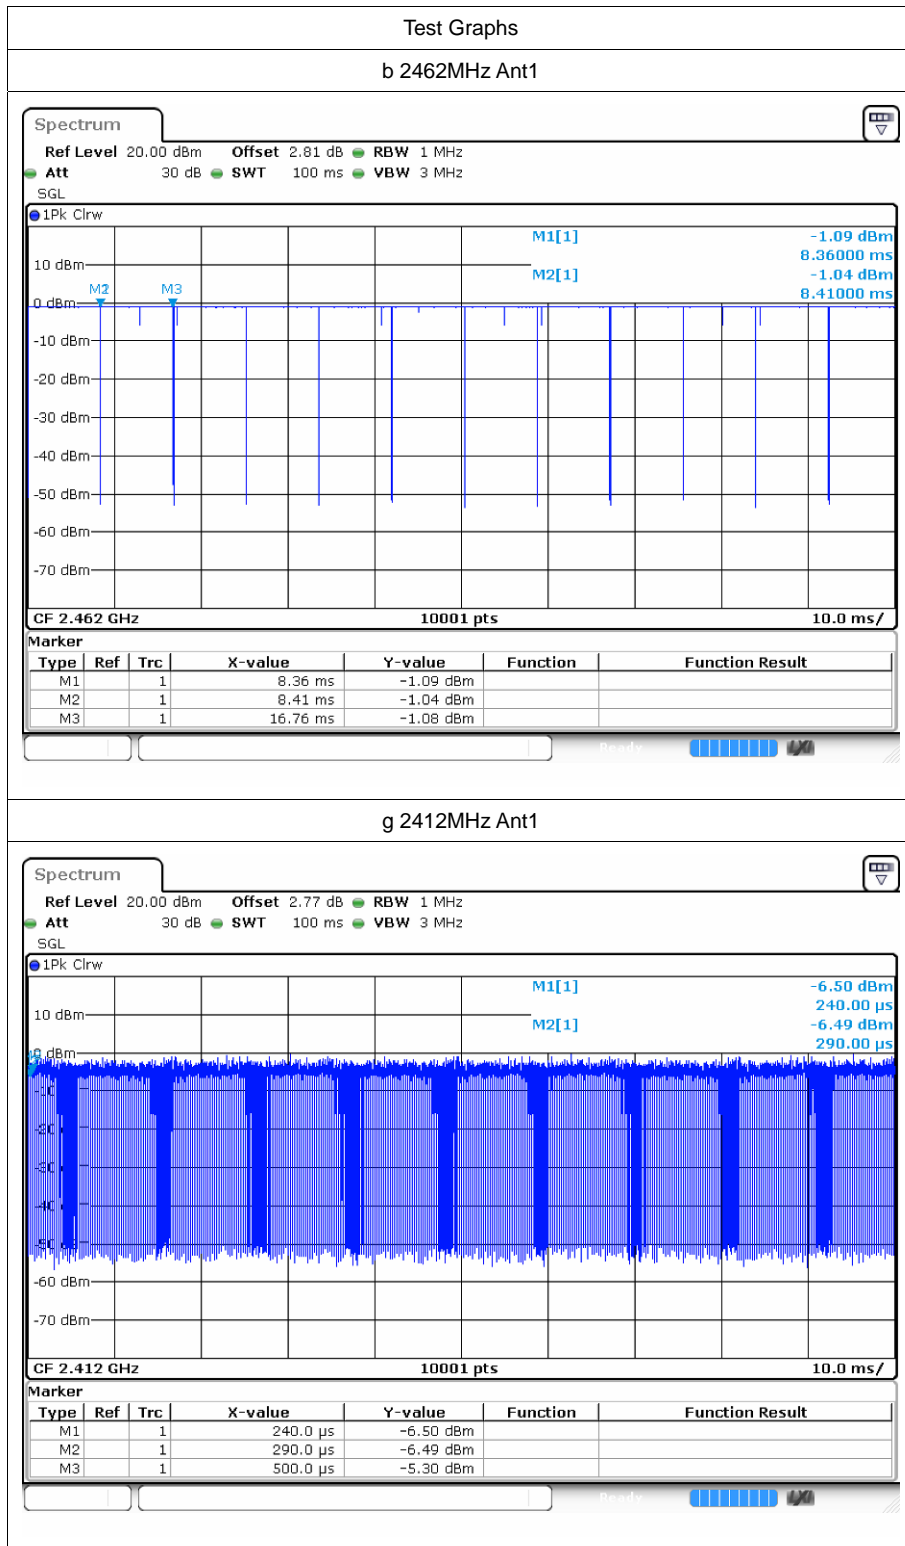 Test Graphs
b 2462MHz Ant1
Spectrum
Ref Level 20.00 dBm Offset 2.81 dB RBW 1 MHz
Att 30 dB SWT 100 ms VBW 3 MHz
SGL
1Pk Clrw
M1[1] -1.09 dBm
8.36000 ms
10 dBm
M2[1] -1.04 dBm
8.41000 ms
M2 M3
0 dBm
-10 dBm
-20 dBm
-30 dBm
-40 dBm
-50 dBm
-60 dBm
-70 dBm
CF 2.462 GHz 10001 pts 10.0 ms/
Marker
Type Ref Trc X-value Y-value Function Function Result
M1 1 8.36 ms -1.09 dBm
M2 1 8.41 ms -1.04 dBm
M3 1 16.76 ms -1.08 dBm
Ready
LXI
g 2412MHz Ant1
Spectrum
Ref Level 20.00 dBm Offset 2.77 dB RBW 1 MHz
Att 30 dB SWT 100 ms VBW 3 MHz
SGL
1Pk Clrw
M1[1] -6.50 dBm
240.00 µs
10 dBm
M2[1] -6.49 dBm
290.00 µs
dBm
-60 dBm
-70 dBm
CF 2.412 GHz 10001 pts 10.0 ms/
Marker
Type Ref Trc X-value Y-value Function Function Result
M1 1 240.0 µs -6.50 dBm
M2 1 290.0 µs -6.49 dBm
M3 1 500.0 µs -5.30 dBm
Ready
LXI